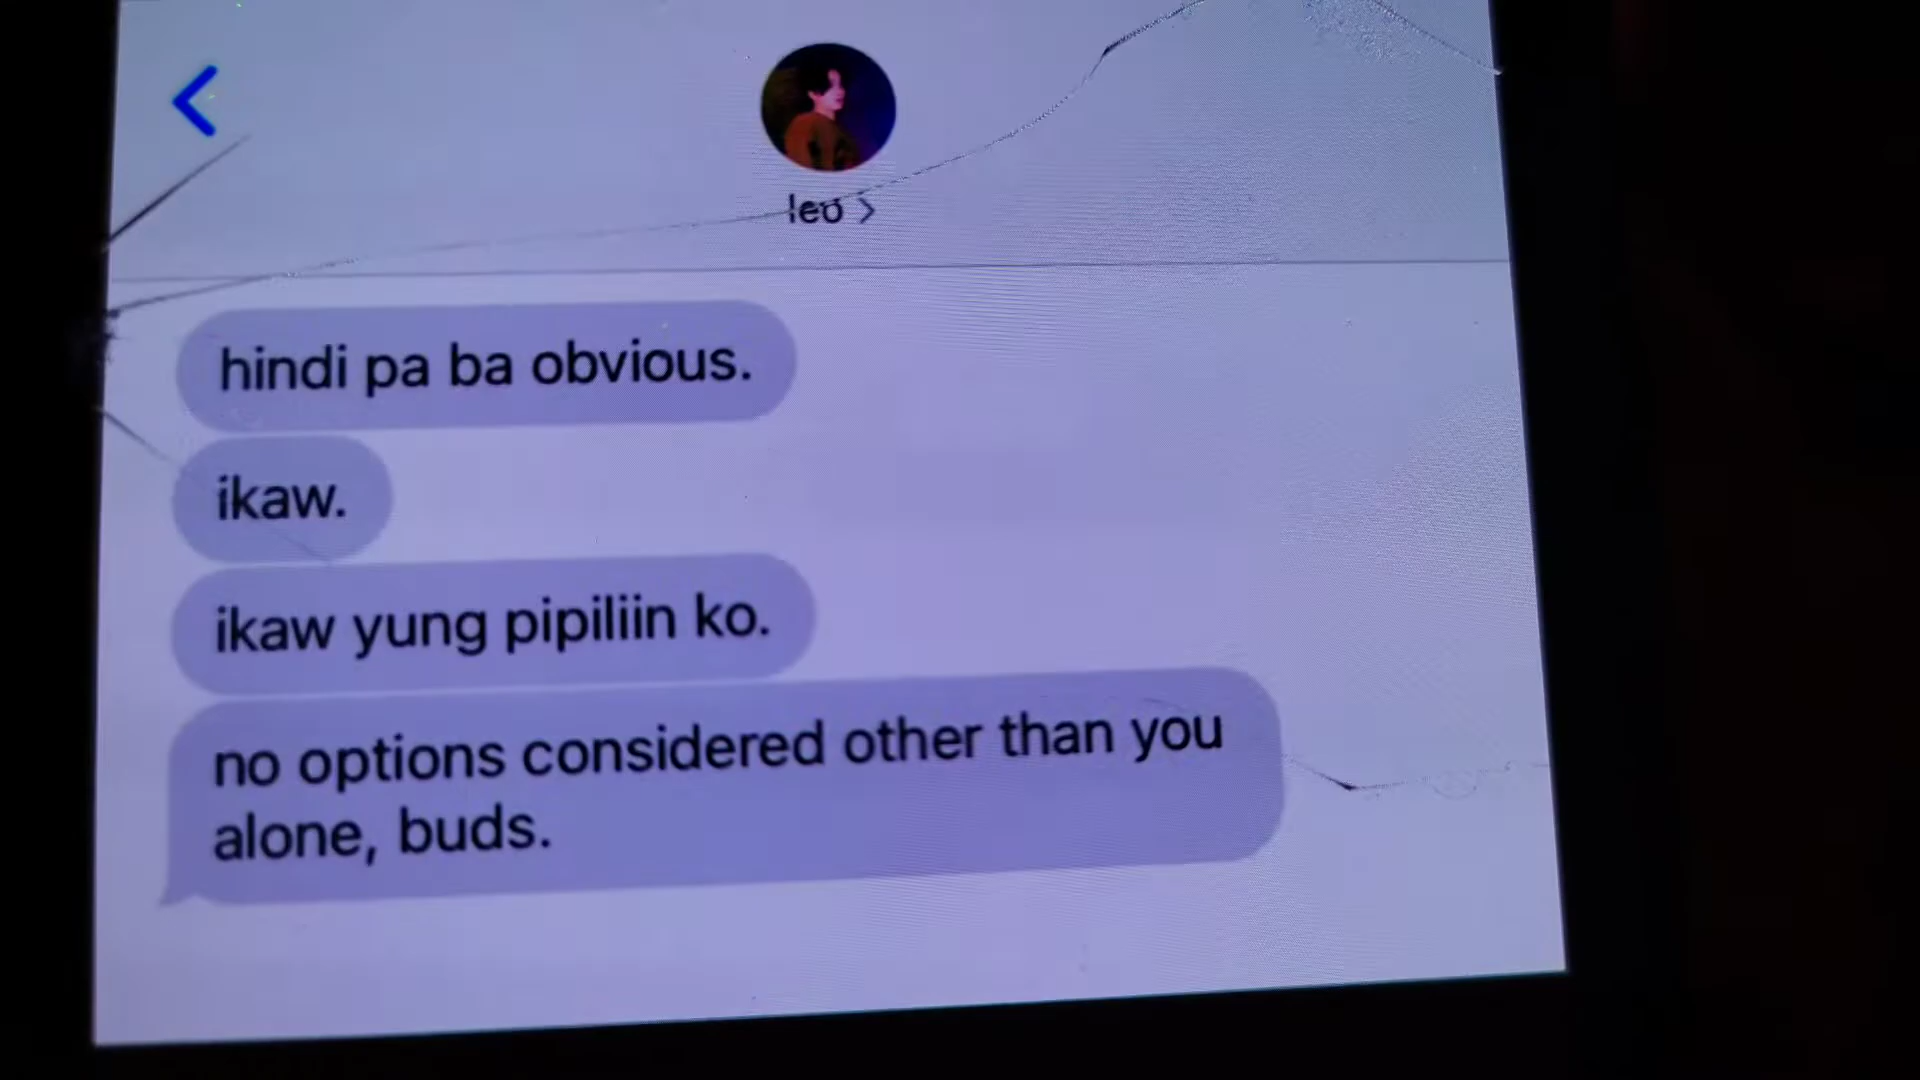 leo
hindi pa ba obvious.
ikaw.
ikaw yung pipiliin ko.
no options considered other than you
alone, buds.